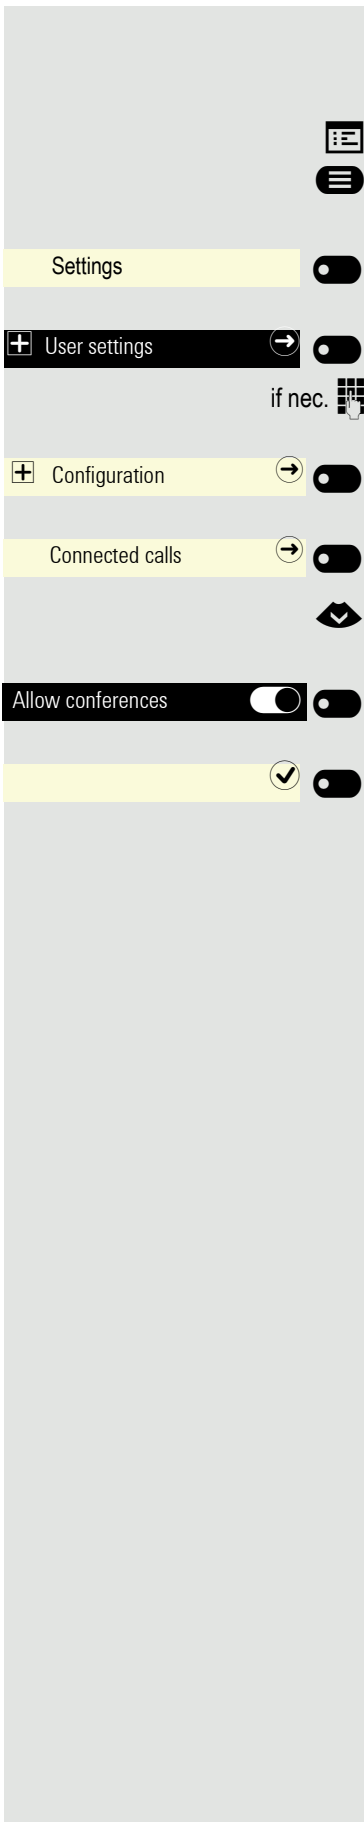 Settings
User settings
if nec.
Configuration
Connected calls
Allow conferences